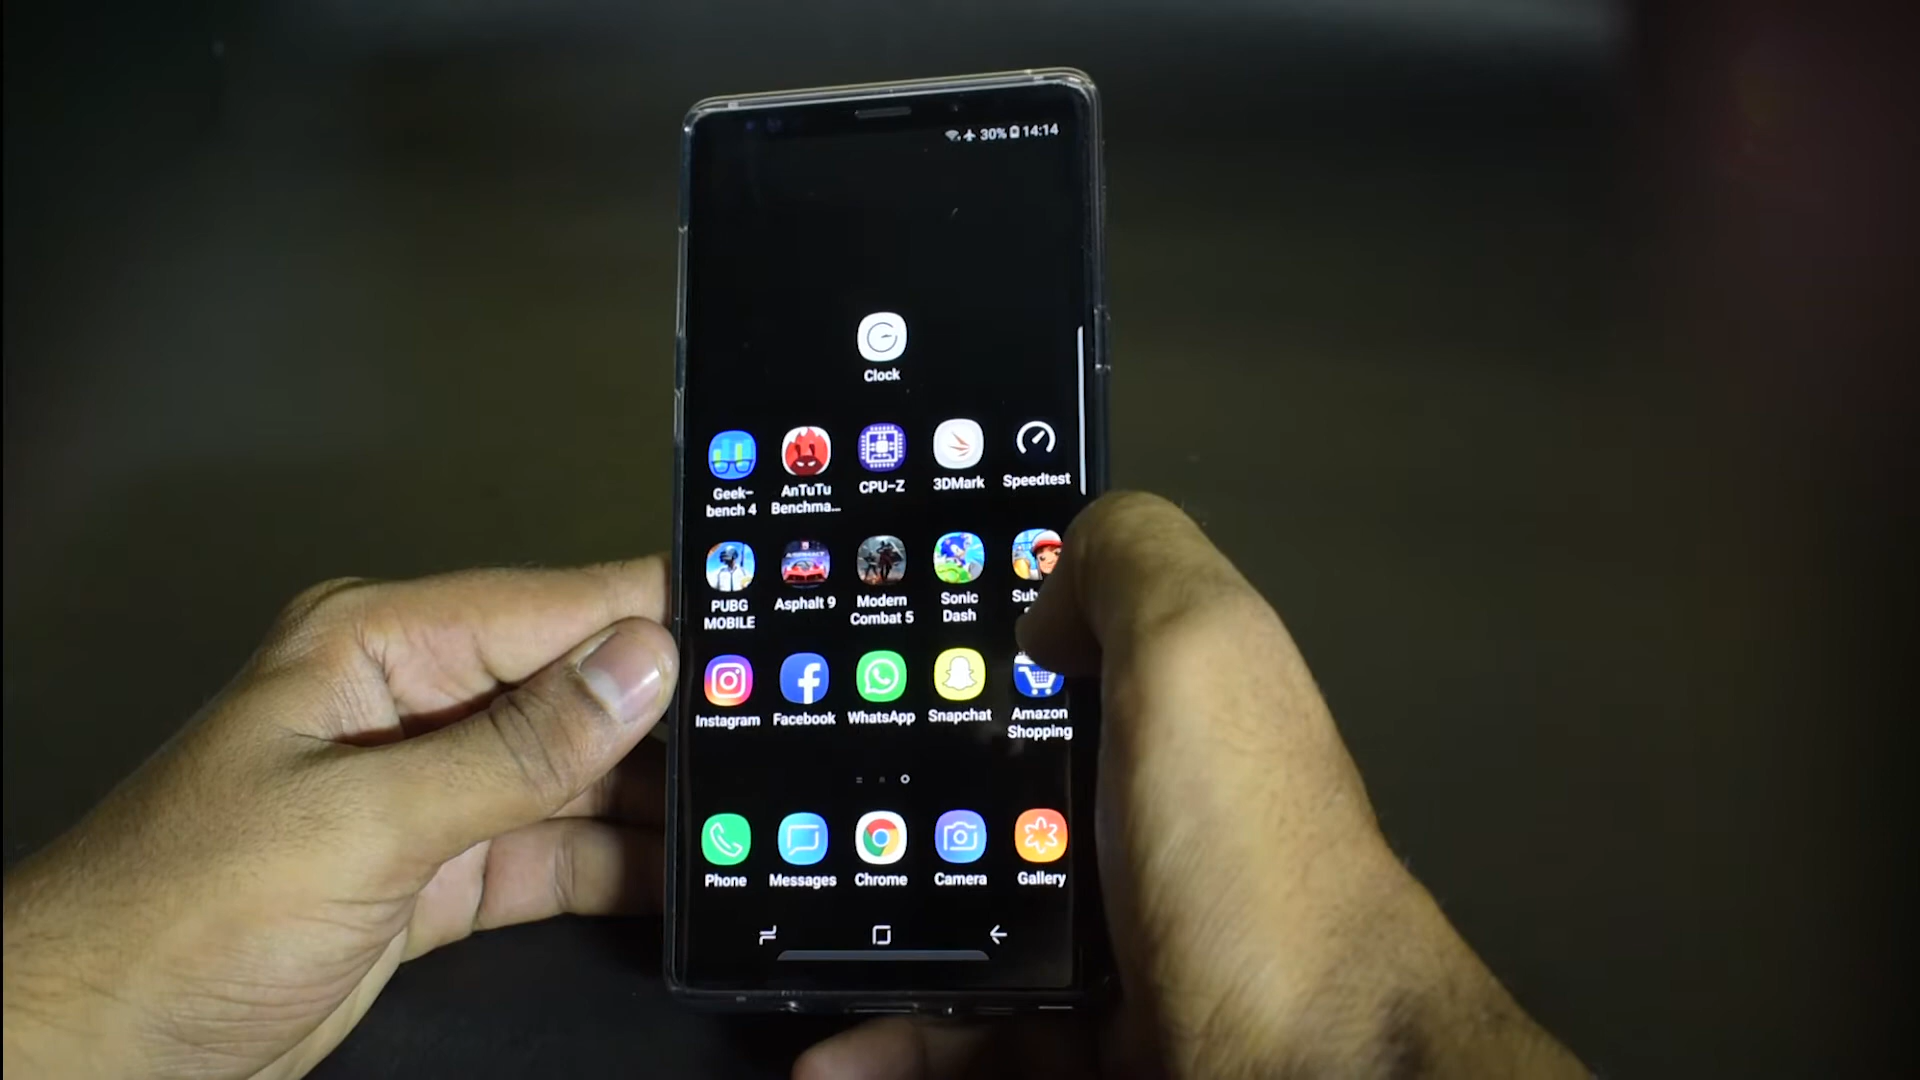 30% 14:14
Clock
Geek-
bench 4
AnTuTu
Benchma...
CPU-Z
3DMark
Speedtest
PUBG
MOBILE
Asphalt 9
Modern
Combat 5
Sonic
Dash
Instagram
Facebook
WhatsApp
Snapchat
Amazon
Shopping
Phone
Messages
Chrome
Camera
Gallery